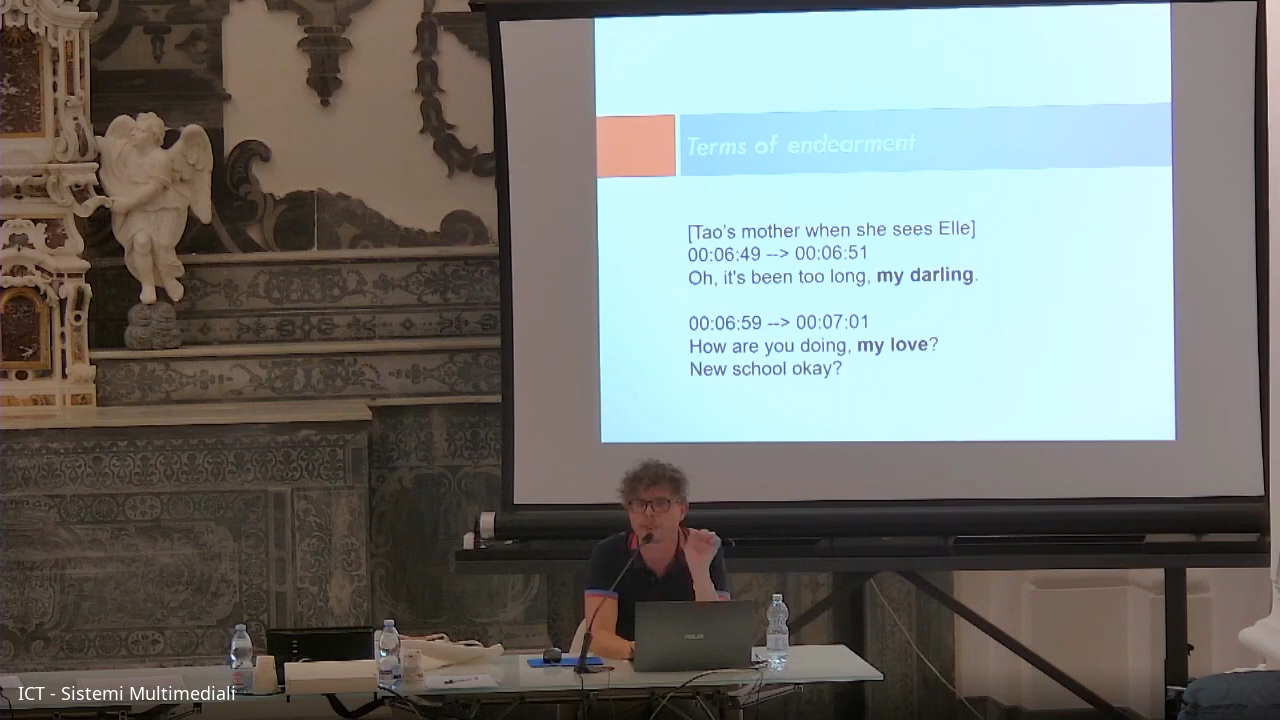 Terms of endearment
[Tao's mother when she sees Elle]
00:06:49 --> 00:06:51
Oh, it's been too long, my darling.
00:06:59 --> 00:07:01
How are you doing, my love?
New school okay?
ASUS
ICT - Sistemi Multimediali